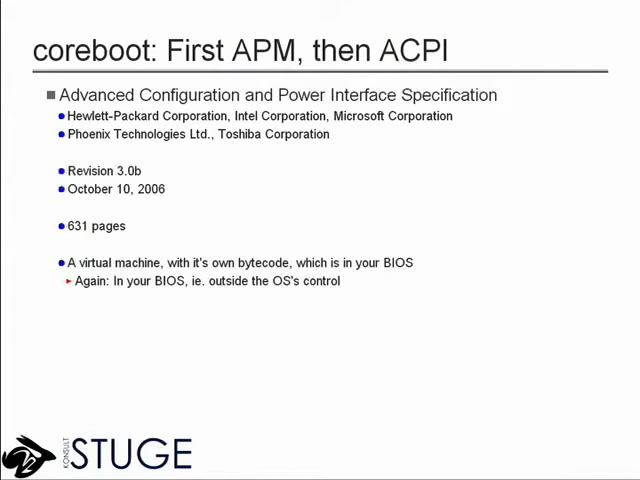 coreboot: First APM, then ACPI
Advanced Configuration and Power Interface Specification
Hewlett-Packard Corporation, Intel Corporation, Microsoft Corporation
Phoenix Technologies Ltd., Toshiba Corporation
Revision 3.0b
October 10, 2006
631 pages
A virtual machine, with it's own bytecode, which is in your BIOS
Again: In your BIOS, ie. outside the OS's control
KONSULT STUGE